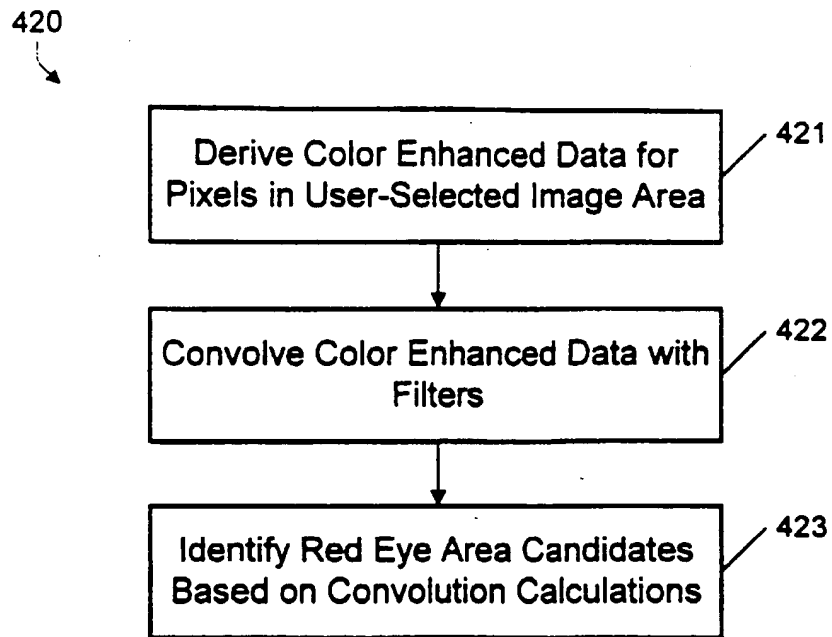 420
Derive Color Enhanced Data for
Pixels in User-Selected Image Area
421
Convolve Color Enhanced Data with
Filters
422
Identify Red Eye Area Candidates
Based on Convolution Calculations
423